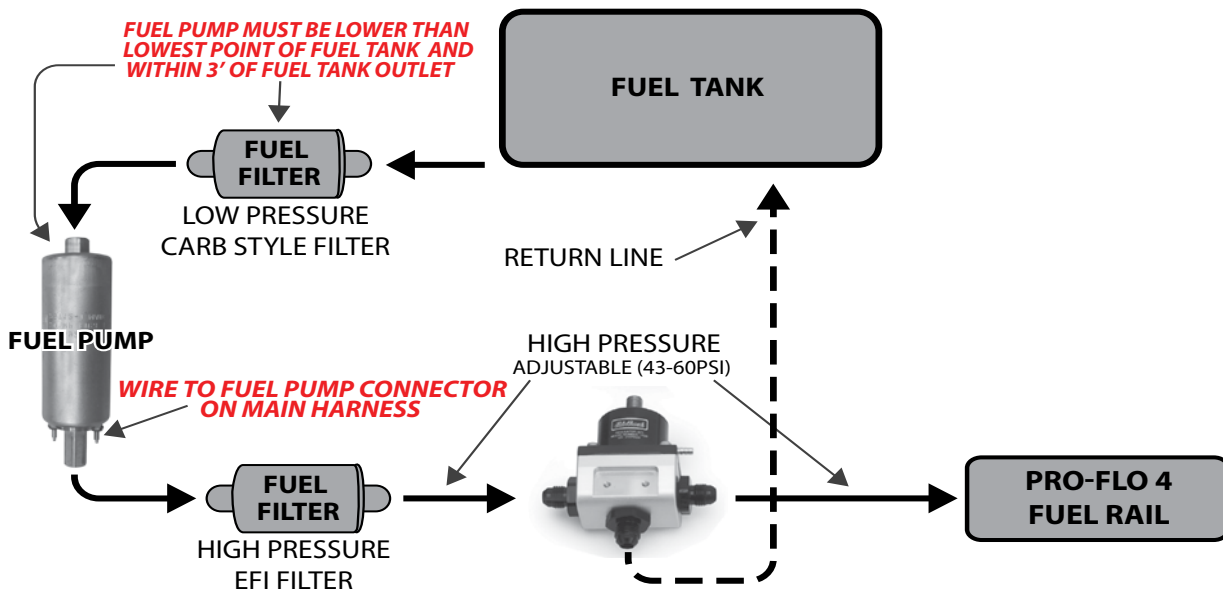 FUEL PUMP MUST BE LOWER THAN
LOWEST POINT OF FUEL TANK AND
WITHIN 3’ OF FUEL TANK OUTLET
FUEL TANK
FUEL
FILTER
LOW PRESSURE
CARB STYLE FILTER
RETURN LINE
FUEL PUMP
HIGH PRESSURE
ADJUSTABLE (43-60PSI)
WIRE TO FUEL PUMP CONNECTOR
ON MAIN HARNESS
FUEL
FILTER
HIGH PRESSURE
EFI FILTER
PRO-FLO 4
FUEL RAIL